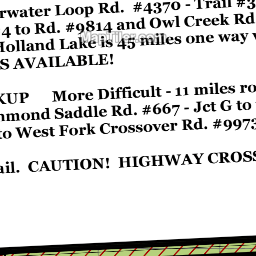 rwater Loop Rd. #4370 - Trail #3
4 to Rd. #9814 and Owl Creek Rd
Holland Lake is 45 miles one way
S AVAILABLE!
KUP More Difficult - 11 miles ro
mond Saddle Rd. #667 - Jct G to
to West Fork Crossover Rd. #9973
ail. CAUTION! HIGHWAY CROSS